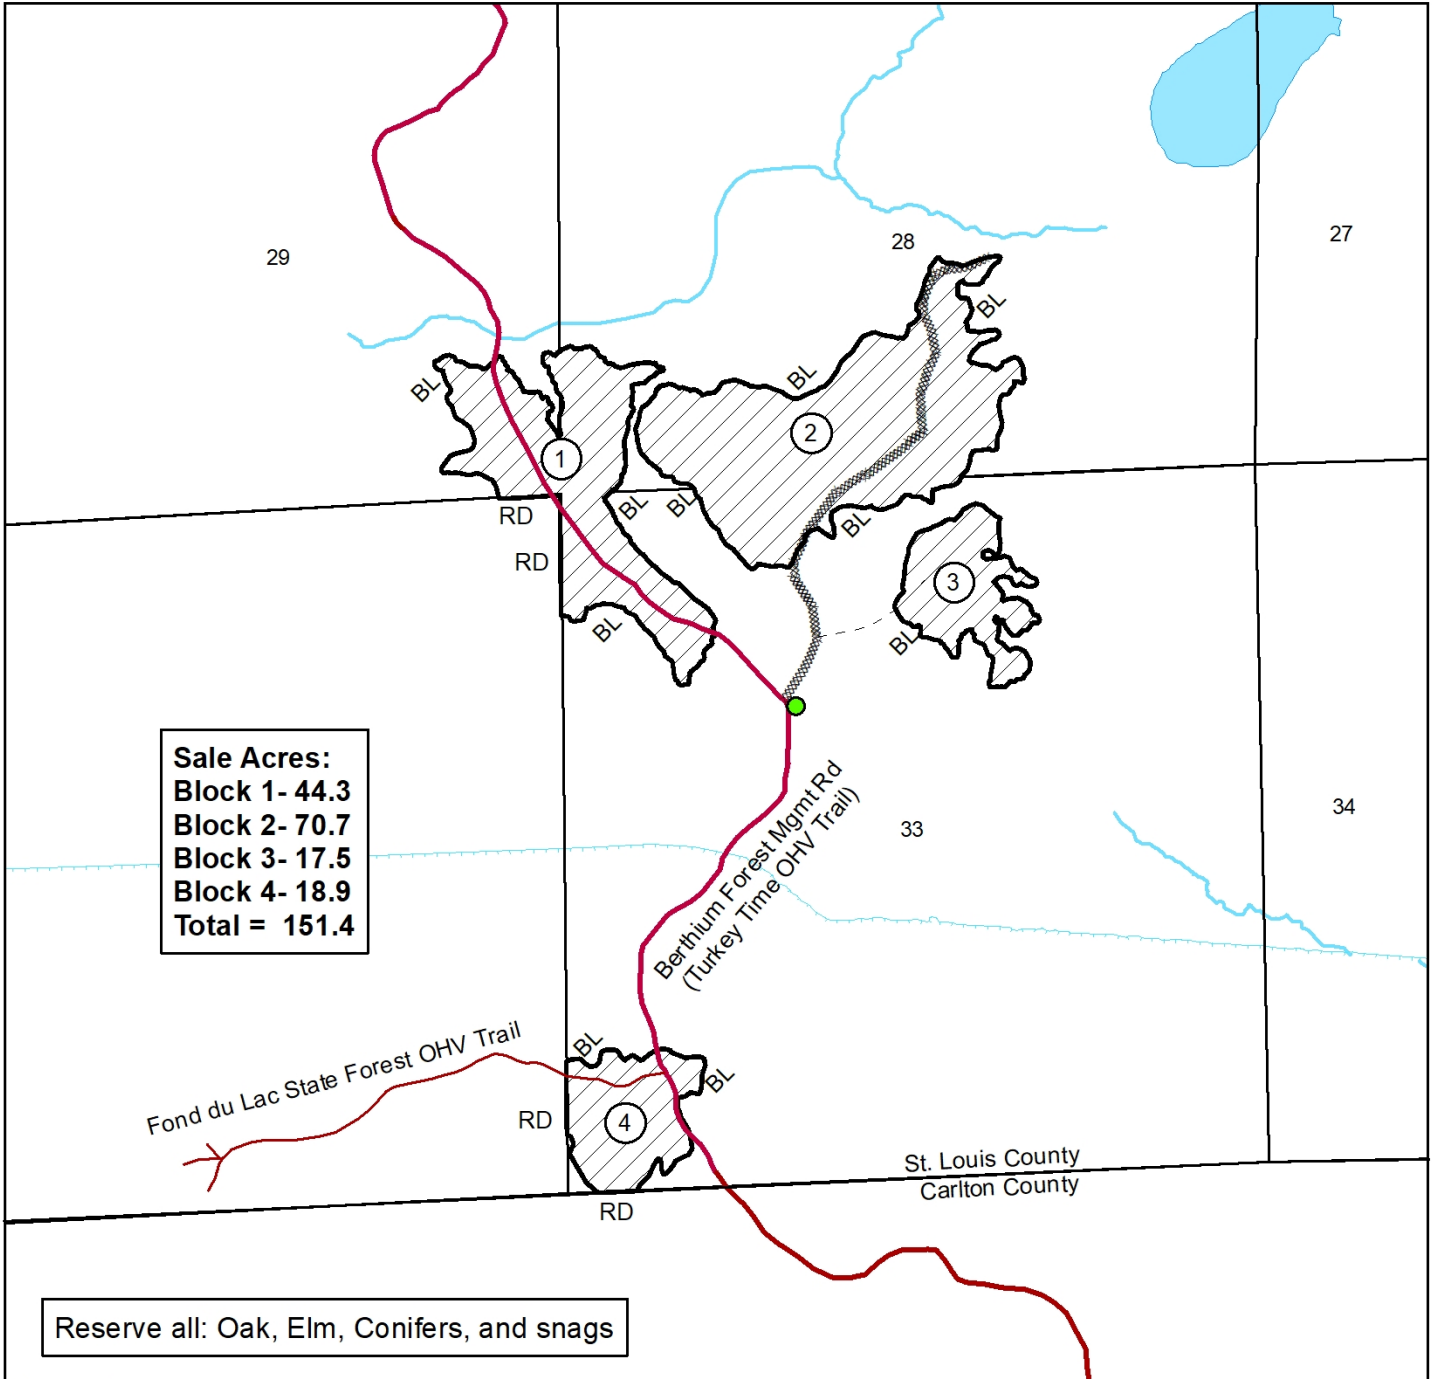 28
27
29
BL
BL
BL
2
1
BL
BL
RD
BL
RD
3
BL
BL
Sale Acres:
Block 1- 44.3
Block 2- 70.7
Block 3- 17.5
Block 4- 18.9
Total = 151.4
Berthium Forest Mgmt Rd
(Turkey Time OHV Trail)
33
34
Fond du Lac State Forest OHV Trail
BL
BL
RD
4
St. Louis County
Carlton County
RD
Reserve all: Oak, Elm, Conifers, and snags